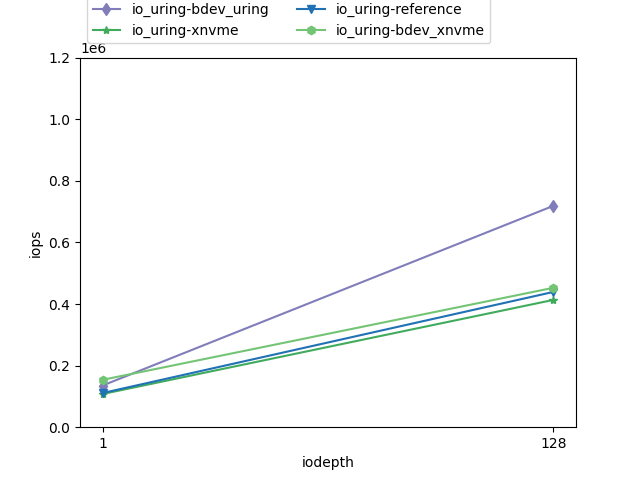 io_uring-bdev_uring io_uring-reference
io_uring-xnvme io_uring-bdev_xnvme
1e6
1.2
1.0
0.8
0.6
0.4
0.2
0.0
iops
1 128
iodepth